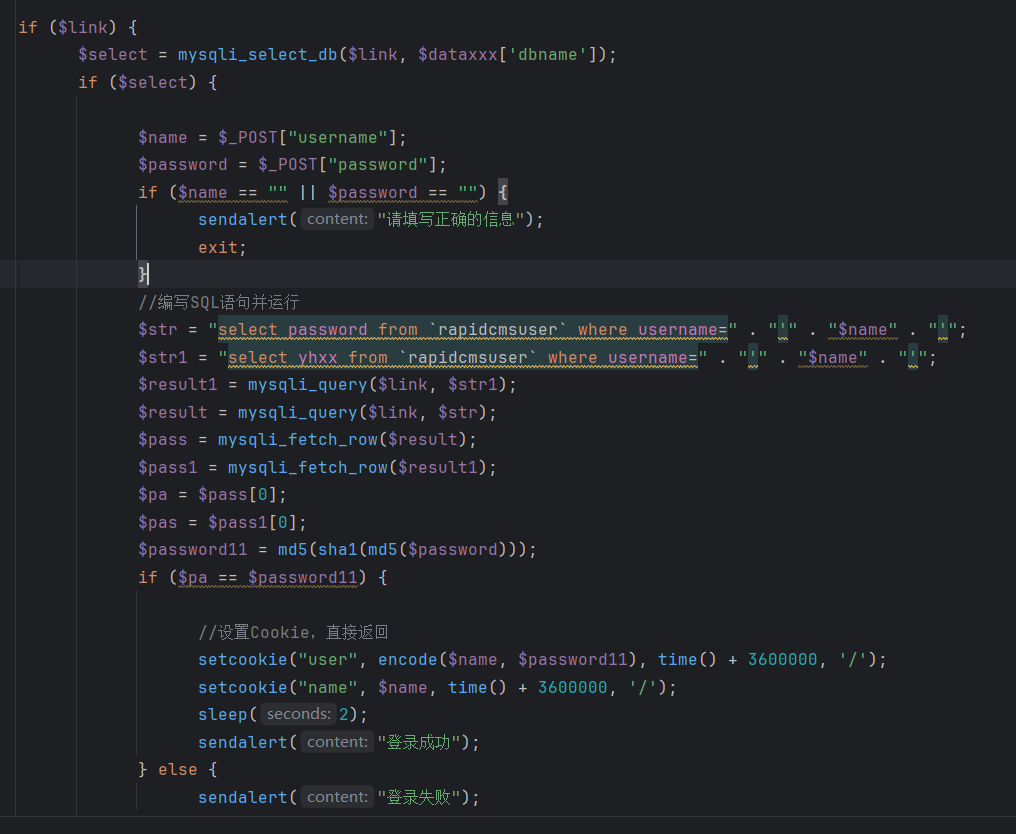 if ($link) {
$select = mysqli_select_db($link, $dataxxx['dbname']);
if ($select) {
$name = $_POST["username"];
$password = $_POST["password"];
if ($name == "" || $password == "") {
sendalert( content: "请填写正确的信息");
exit;
}
//编写SQL语句并运行
$str = "select password from `rapidcmsuser` where username=" . "'" . "$name" . "'";
$str1 = "select yhxx from `rapidcmsuser` where username=" . "'" . "$name" . "'";
$result1 = mysqli_query($link, $str1);
$result = mysqli_query($link, $str);
$pass = mysqli_fetch_row($result);
$pass1 = mysqli_fetch_row($result1);
$pa = $pass[0];
$pas = $pass1[0];
$password11 = md5(sha1(md5($password)));
if ($pa == $password11) {
//设置Cookie，直接返回
setcookie("user", encode($name, $password11), time() + 3600000, '/');
setcookie("name", $name, time() + 3600000, '/');
sleep( seconds: 2);
sendalert( content: "登录成功");
} else {
sendalert( content: "登录失败");